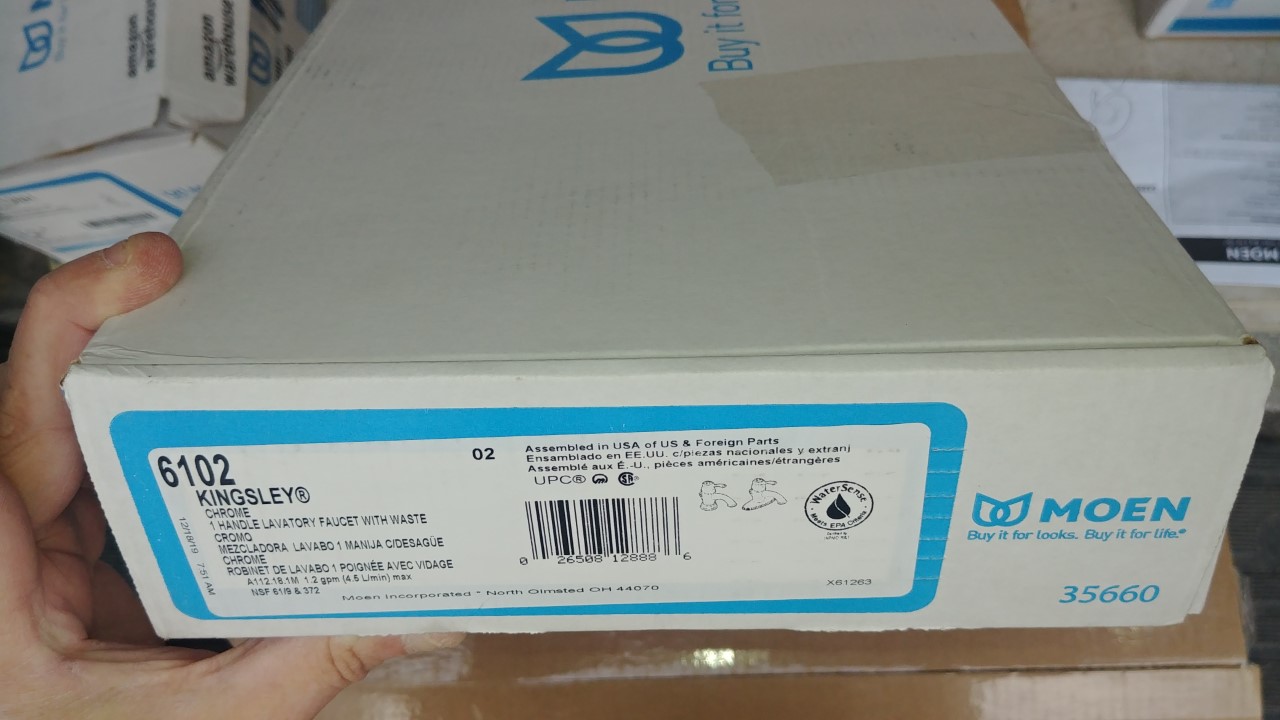 Buy it for
6102
02
KINGSLEY®
CHROME
1 HANDLE LAVATORY FAUCET WITH WASTE
CROMO
MEZCLADORA LAVABO 1 MANIJA C/DESAGÜE
CHROME
ROBINET DE LAVABO 1 POIGNÉE AVEC VIDAGE
A112.18.1M 1.2 gpm (4.5 L/min) max
NSF 61/9 & 372
12/18/19 7:51 AM
Assembled in USA of US & Foreign Parts
Ensamblado en EE.UU. c/piezas nacionales y extranj
Assemblé aux É.-U., pièces américaines/étrangères
UPC®
0 26508 12888 6
WaterSense
Meets EPA Criteria
X61263
Moen Incorporated * North Olmsted OH 44070
MOEN
Buy it for looks. Buy it for life.®
35660
MOEN